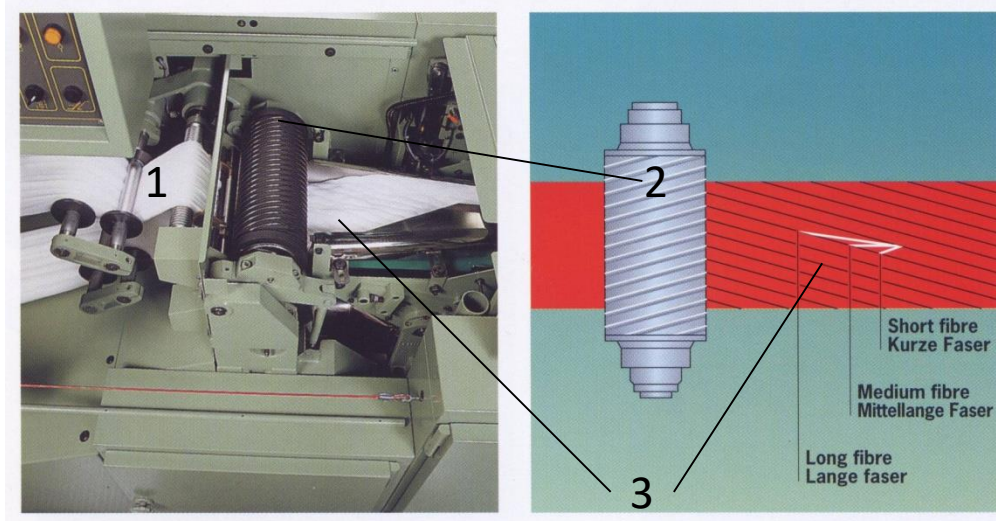 1
2
Short fibre
Kurze Faser
Medium fibre
Mittellange Faser
Long fibre
Lange faser
3